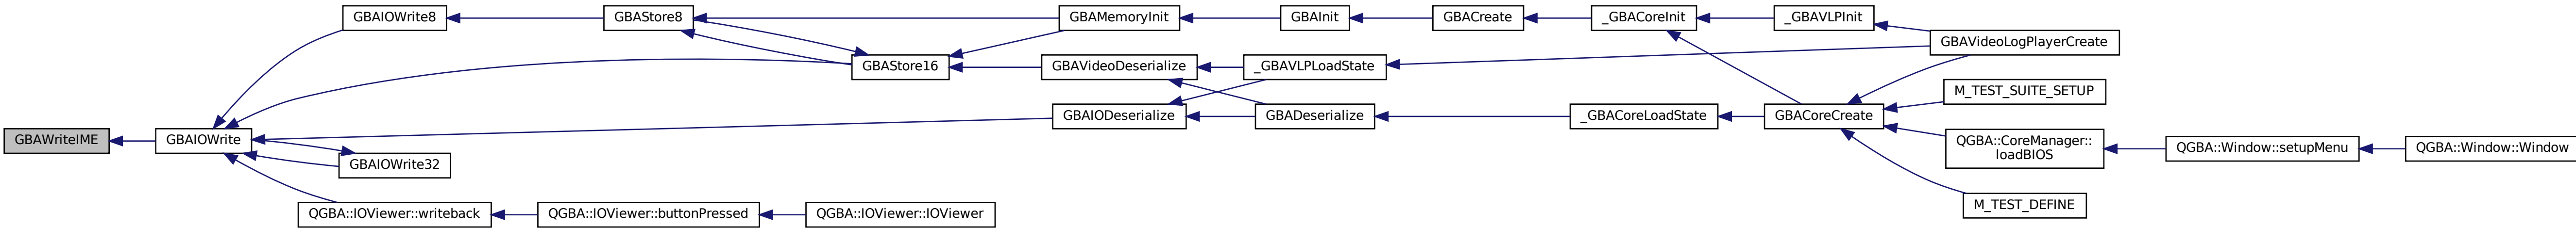 GBAWriteIME
GBAIOWrite
GBAIOWrite8
GBAStore8
GBAStore16
GBAMemoryInit
GBAInit
GBACreate
_GBACoreInit
_GBAVLPInit
GBAVideoLogPlayerCreate
GBAVideoDeserialize
_GBAVLPLoadState
GBAIODeserialize
GBADeserialize
_GBACoreLoadState
GBACoreCreate
M_TEST_SUITE_SETUP
QGBA::CoreManager::
loadBIOS
QGBA::Window::setupMenu
QGBA::Window::Window
M_TEST_DEFINE
GBAIOWrite32
QGBA::IOViewer::writeback
QGBA::IOViewer::buttonPressed
QGBA::IOViewer::IOViewer